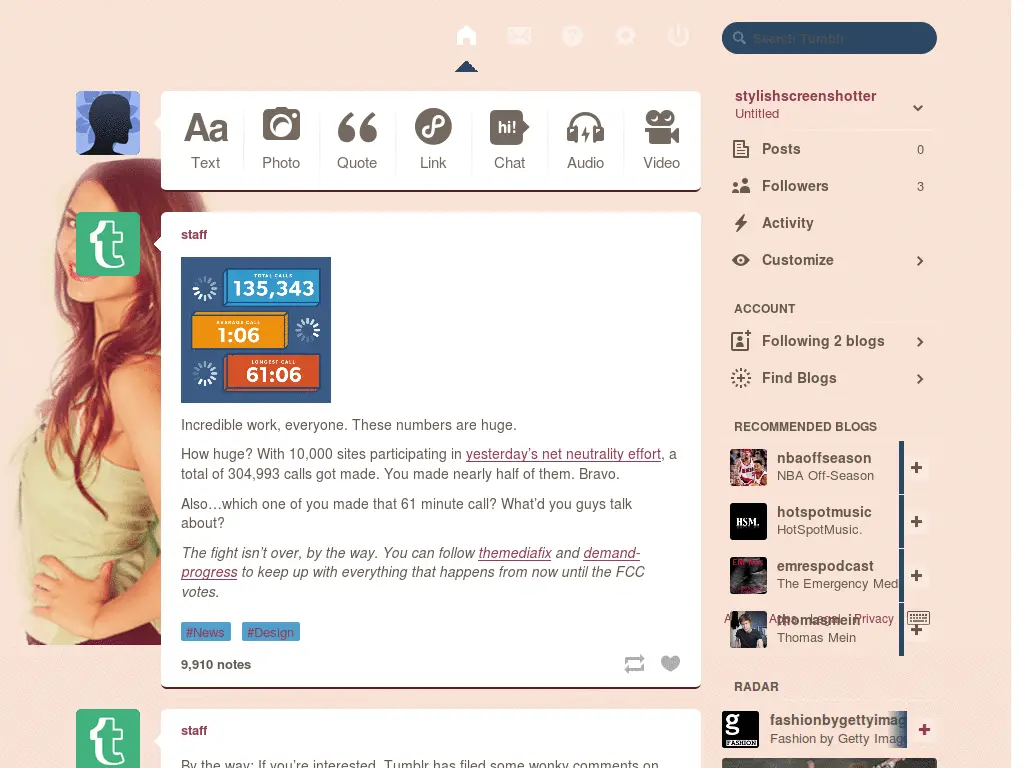 Search Tumblr
stylishscreenshotter
Untitled
Aa
hi!
Text
Photo
Quote
Link
Chat
Audio
Video
Posts 0
Followers 3
Activity
Customize
ACCOUNT
Following 2 blogs
Find Blogs
RECOMMENDED BLOGS
nbaoffseason
NBA Off-Season
HSM.
hotspotmusic
HotSpotMusic.
emrespodcast
The Emergency Med
thomasmein
Legal Privacy
Thomas Mein
RADAR
g
FASHION
fashionbygettyimag
Fashion by Getty Imag
t
staff
TOTAL CALLS
135,343
AVERAGE CALL
1:06
LONGEST CALL
61:06
Incredible work, everyone. These numbers are huge.
How huge? With 10,000 sites participating in yesterday's net neutrality effort, a
total of 304,993 calls got made. You made nearly half of them. Bravo.
Also…which one of you made that 61 minute call? What'd you guys talk
about?
The fight isn't over, by the way. You can follow themediafix and demand-
progress to keep up with everything that happens from now until the FCC
votes.
#News #Design
9,910 notes
t
staff
By the way: If you're interested, Tumblr has filed some wonky comments on